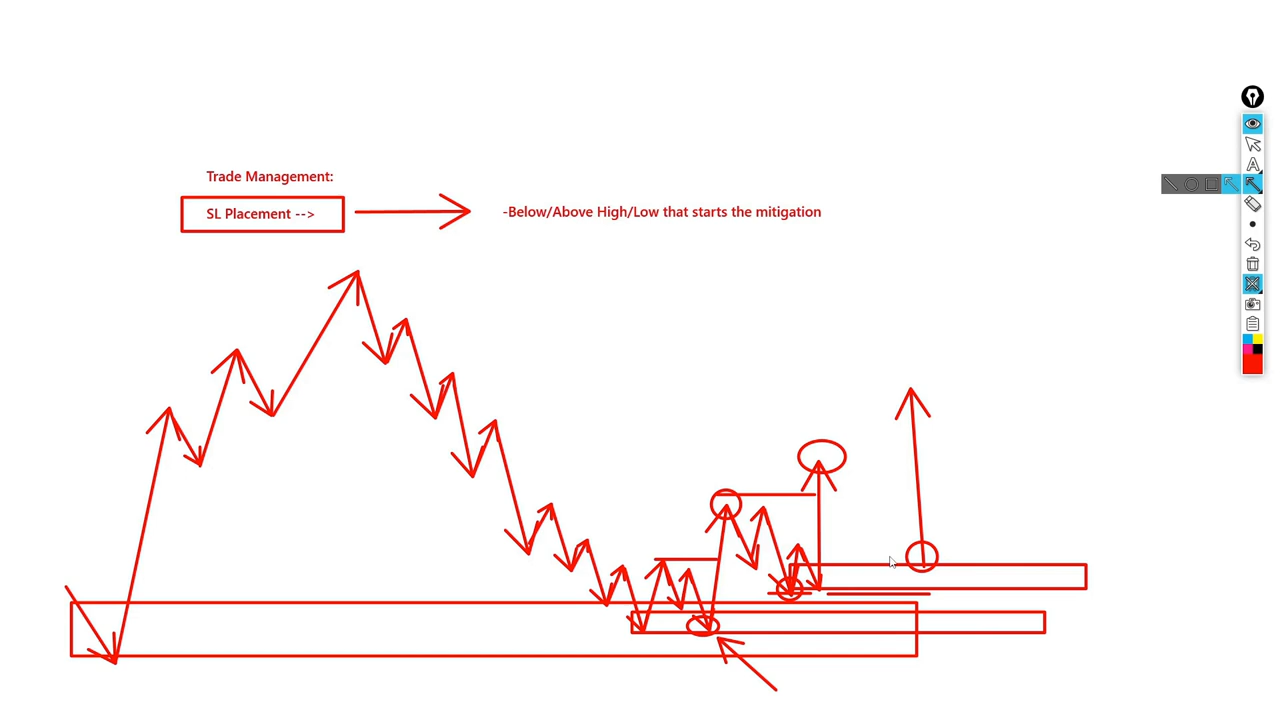 Trade Management:
SL Placement -->
-Below/Above High/Low that starts the mitigation
A